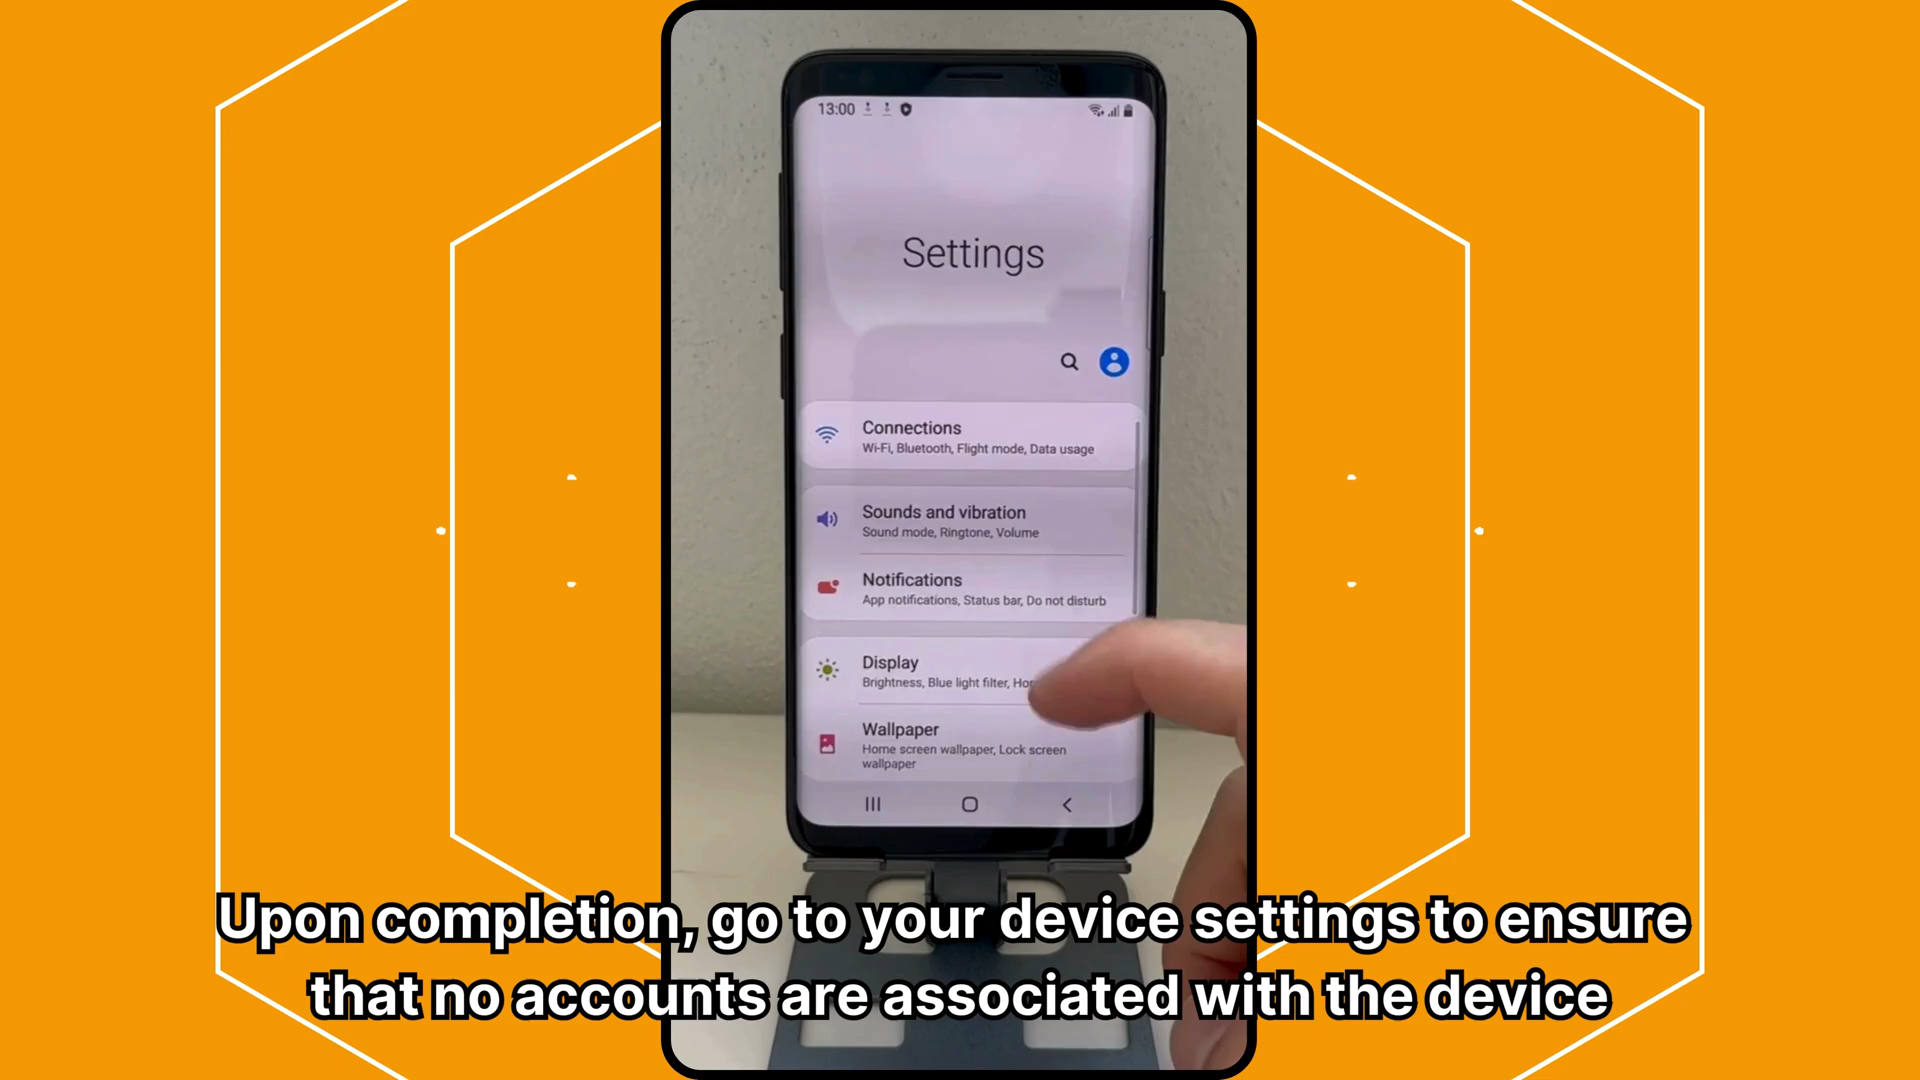 13:00
Settings
Connections
Wi-Fi, Bluetooth, Flight mode, Data usage
Sounds and vibration
Sound mode, Ringtone, Volume
Notifications
App notifications, Status bar, Do not disturb
Display
Brightness, Blue light filter,
Wallpaper
Home screen wallpaper, Lock screen
wallpaper
Upon completion, go to your device settings to ensure
that no accounts are associated with the device